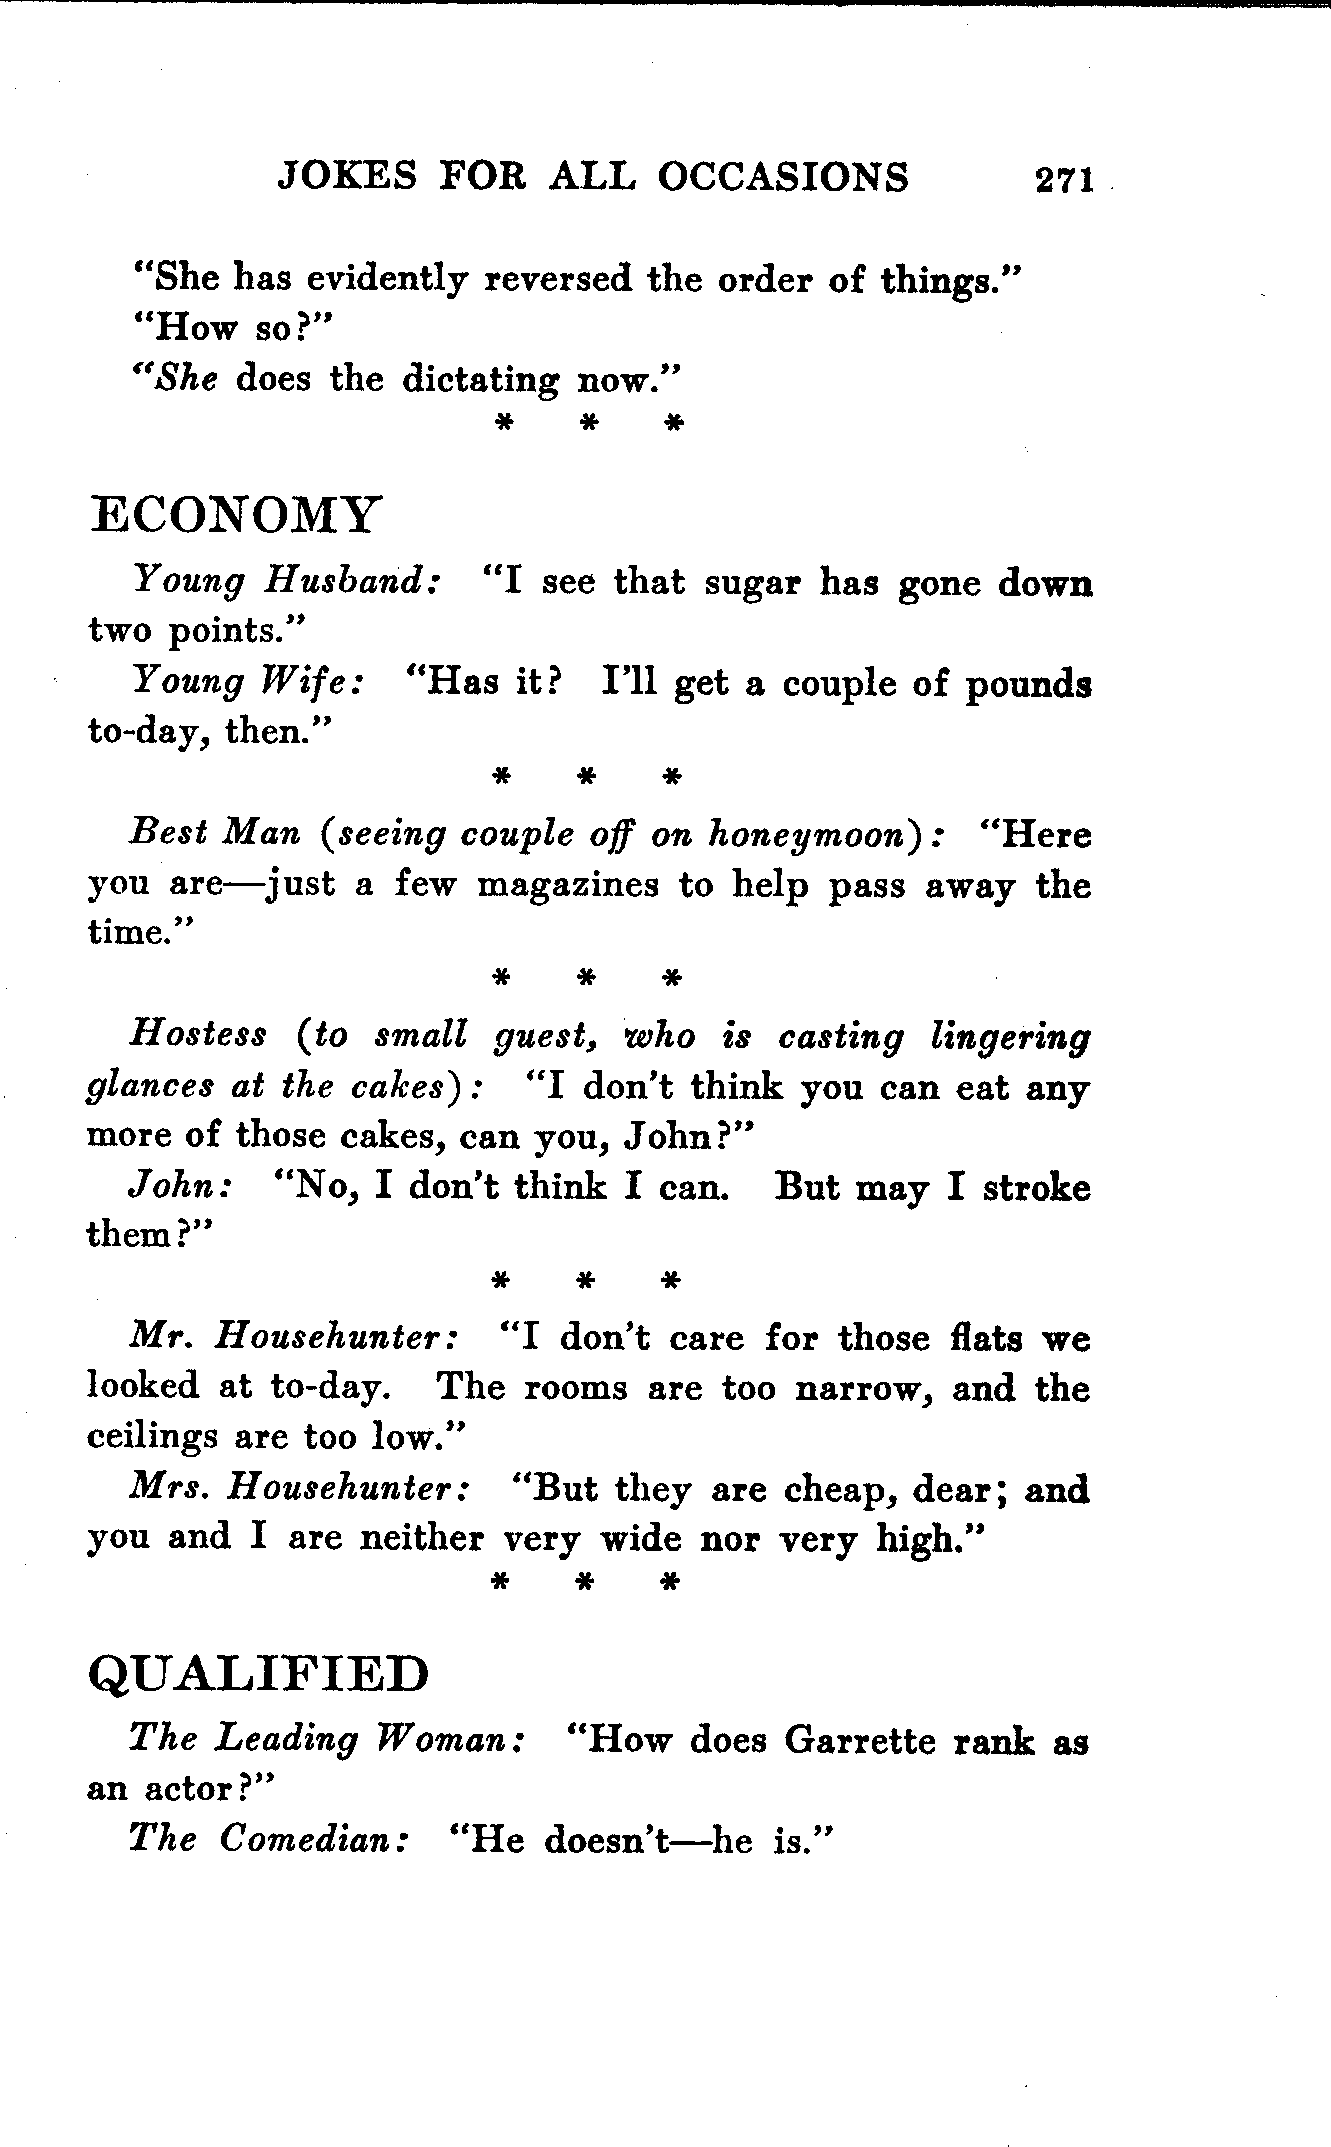 JOKES FOR ALL OCCASIONS 271
“She has evidently reversed the order of things.”
“How so?”
“She does the dictating now.”
* * *
ECONOMY
Young Husband: “I see that sugar has gone down
two points.”
Young Wife: “Has it? I’ll get a couple of pounds
to-day, then.”
* * *
Best Man (seeing couple off on honeymoon): “Here
you are—just a few magazines to help pass away the
time.”
* * *
Hostess (to small guest, who is casting lingering
glances at the cakes): “I don’t think you can eat any
more of those cakes, can you, John?”
John: “No, I don’t think I can. But may I stroke
them?”
* * *
Mr. Househunter: “I don’t care for those flats we
looked at to-day. The rooms are too narrow, and the
ceilings are too low.”
Mrs. Househunter: “But they are cheap, dear; and
you and I are neither very wide nor very high.”
* * *
QUALIFIED
The Leading Woman: “How does Garrette rank as
an actor?”
The Comedian: “He doesn’t—he is.”